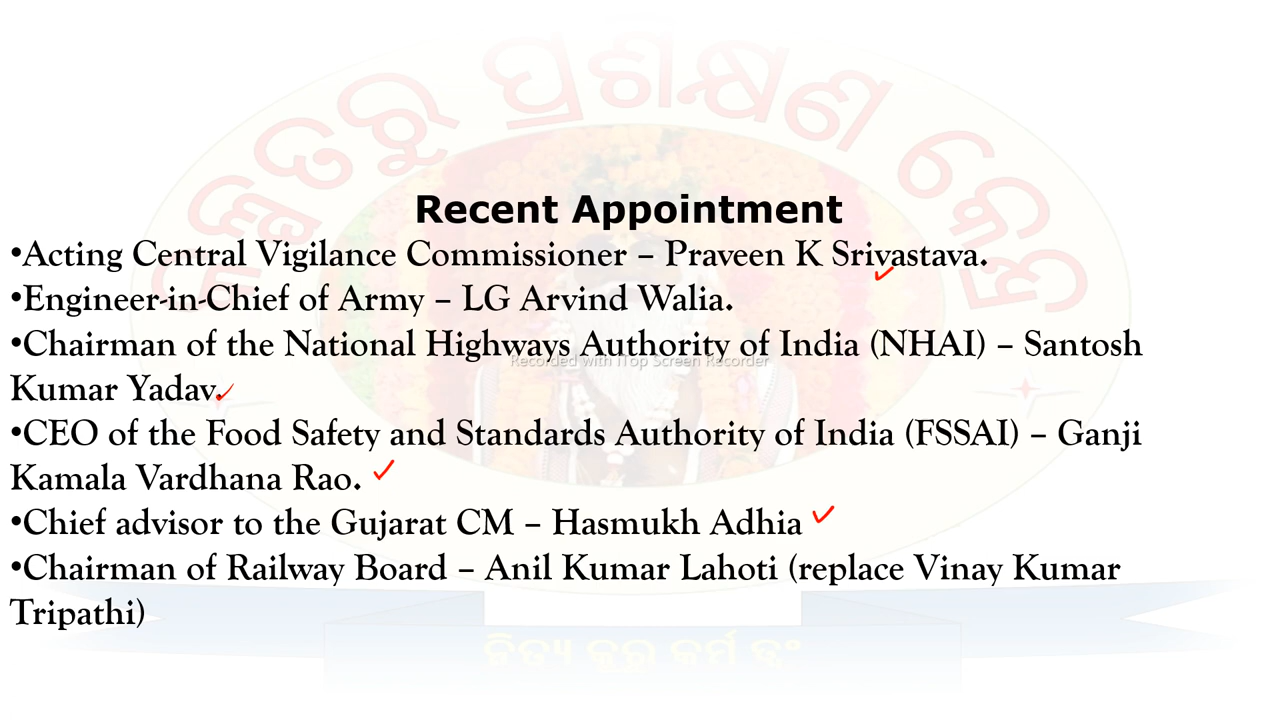 ପ୍ରଶିକ୍ଷଣ
Recent Appointment
•Acting Central Vigilance Commissioner – Praveen K Srivastava.
•Engineer-in-Chief of Army – LG Arvind Walia.
•Chairman of the National Highways Authority of India (NHAI) – Santosh
Recorded with iTop Screen Recorder
Kumar Yadav.
•CEO of the Food Safety and Standards Authority of India (FSSAI) – Ganji
Kamala Vardhana Rao.
•Chief advisor to the Gujarat CM – Hasmukh Adhia
•Chairman of Railway Board – Anil Kumar Lahoti (replace Vinay Kumar
Tripathi)